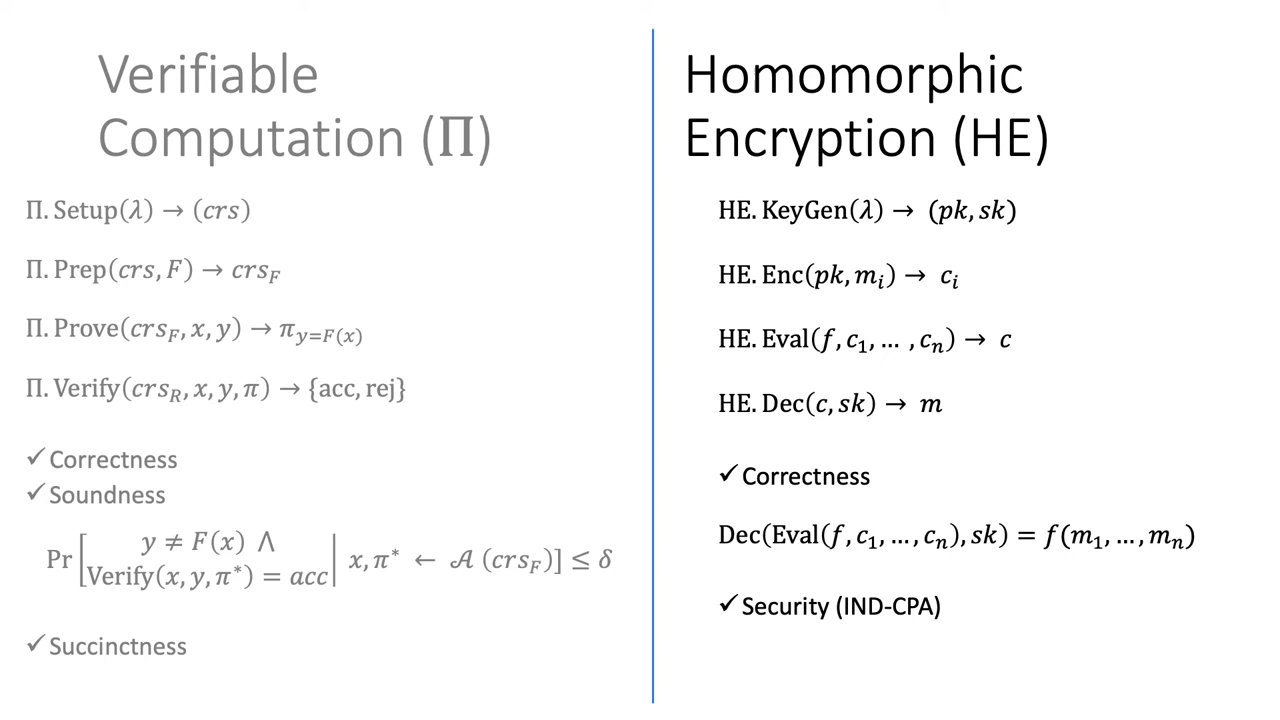 Verifiable
Computation (Π)
Π. Setup(λ) → (crs)
Π. Prep(crs, F) → crs_F
Π. Prove(crs_F, x, y) → π_{y=F(x)}
Π. Verify(crs_R, x, y, π) → {acc, rej}
✓ Correctness
✓ Soundness
Pr [ y ≠ F(x) ∧
Verify(x, y, π*) = acc | x, π* ← 𝒜 (crs_F)] ≤ δ
✓ Succinctness
Homomorphic
Encryption (HE)
HE. KeyGen(λ) → (pk, sk)
HE. Enc(pk, m_i) → c_i
HE. Eval(f, c_1, … , c_n) → c
HE. Dec(c, sk) → m
✓ Correctness
Dec(Eval(f, c_1, …, c_n), sk) = f(m_1, …, m_n)
✓ Security (IND-CPA)